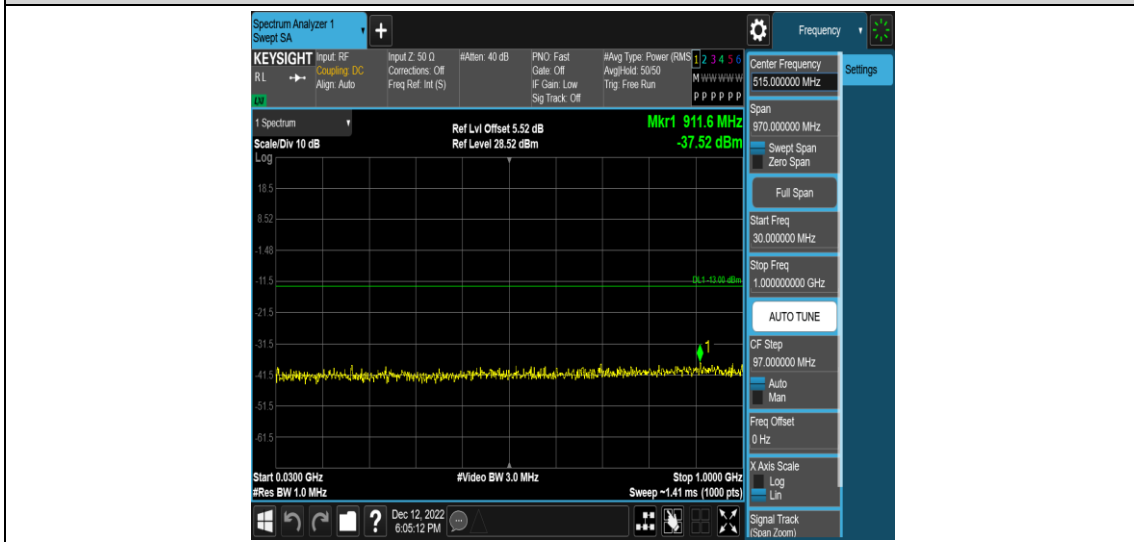 Spectrum Analyzer 1
Swept SA
+
Frequency
KEYSIGHT
RL
LXI
Input: RF
Coupling: DC
Align: Auto
Input Z: 50 Ω
Corrections: Off
Freq Ref: Int (S)
#Atten: 40 dB
PNO: Fast
Gate: Off
IF Gain: Low
Sig Track: Off
#Avg Type: Power (RMS
Avg|Hold: 50/50
Trig: Free Run
1 2 3 4 5 6
M W W W W W
P P P P P P
Center Frequency
515.000000 MHz
Settings
1 Spectrum
Scale/Div 10 dB
Ref Lvl Offset 5.52 dB
Ref Level 28.52 dBm
Mkr1 911.6 MHz
-37.52 dBm
Log
18.5
8.52
-1.48
-11.5
DL1 -13.00 dBm
-21.5
-31.5
1
-41.5
-51.5
-61.5
Start 0.0300 GHz
#Res BW 1.0 MHz
#Video BW 3.0 MHz
Stop 1.0000 GHz
Sweep ~1.41 ms (1000 pts)
Span
970.000000 MHz
Swept Span
Zero Span
Full Span
Start Freq
30.000000 MHz
Stop Freq
1.000000000 GHz
AUTO TUNE
CF Step
97.000000 MHz
Auto
Man
Freq Offset
0 Hz
X Axis Scale
Log
Lin
Signal Track
(Span Zoom)
?
Dec 12, 2022
6:05:12 PM